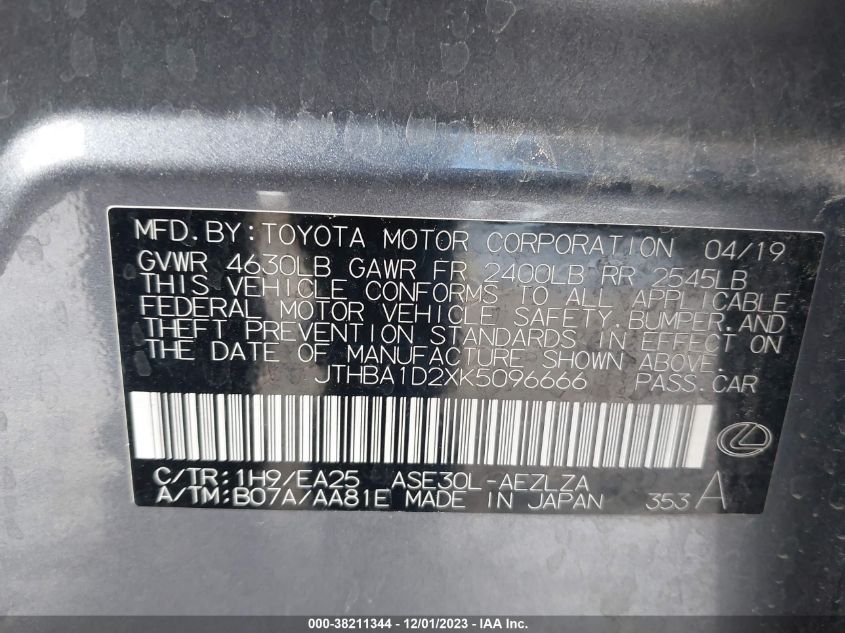 MFD. BY: TOYOTA MOTOR CORPORATION 04/19
GVWR 4630LB GAWR FR 2400LB RR 2545LB
THIS VEHICLE CONFORMS TO ALL APPLICABLE
FEDERAL MOTOR VEHICLE SAFETY, BUMPER, AND
THEFT PREVENTION STANDARDS IN EFFECT ON
THE DATE OF MANUFACTURE SHOWN ABOVE.
JTHBA1D2XK5096666 PASS. CAR
C/TR: 1H9/EA25 ASE30L-AEZLZA
A/TM: B07A/AA81E MADE IN JAPAN 353 A
000-38211344 - 12/01/2023 - IAA Inc.